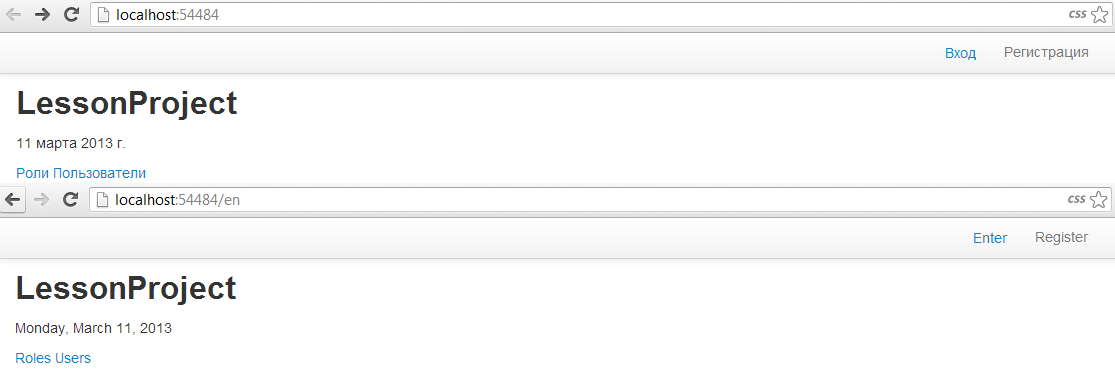 localhost:54484 css
Вход Регистрация
LessonProject
11 марта 2013 г.
Роли Пользователи
localhost:54484/en css
Enter Register
LessonProject
Monday, March 11, 2013
Roles Users